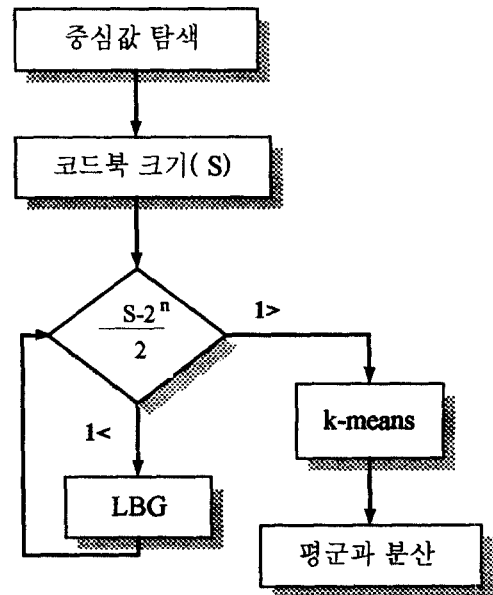 중심값 탐색
코드북 크기( S)
S-2ⁿ
2
1>
1<
k-means
LBG
평균과 분산